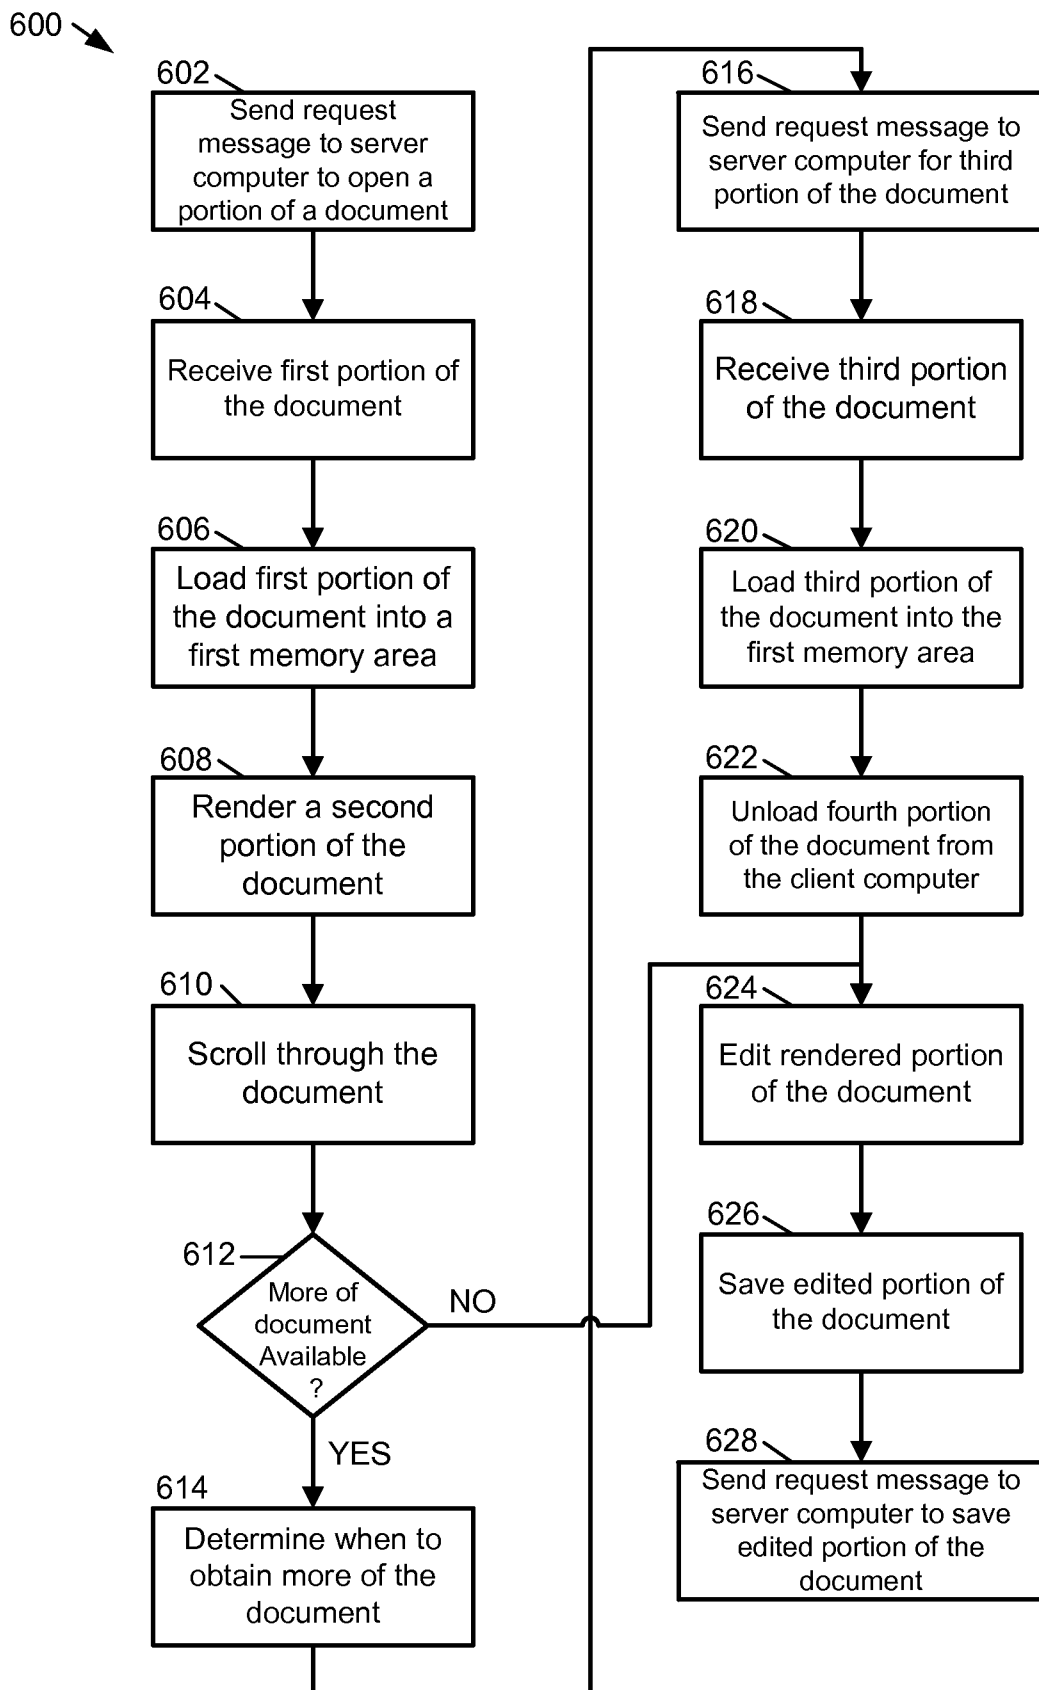 600
602
Send request
message to server
computer to open a
portion of a document
604
Receive first portion of
the document
606
Load first portion of
the document into a
first memory area
608
Render a second
portion of the
document
610
Scroll through the
document
612
More of
document
Available
?
NO
YES
614
Determine when to
obtain more of the
document
616
Send request message to
server computer for third
portion of the document
618
Receive third portion
of the document
620
Load third portion of
the document into the
first memory area
622
Unload fourth portion
of the document from
the client computer
624
Edit rendered portion
of the document
626
Save edited portion of
the document
628
Send request message to
server computer to save
edited portion of the
document